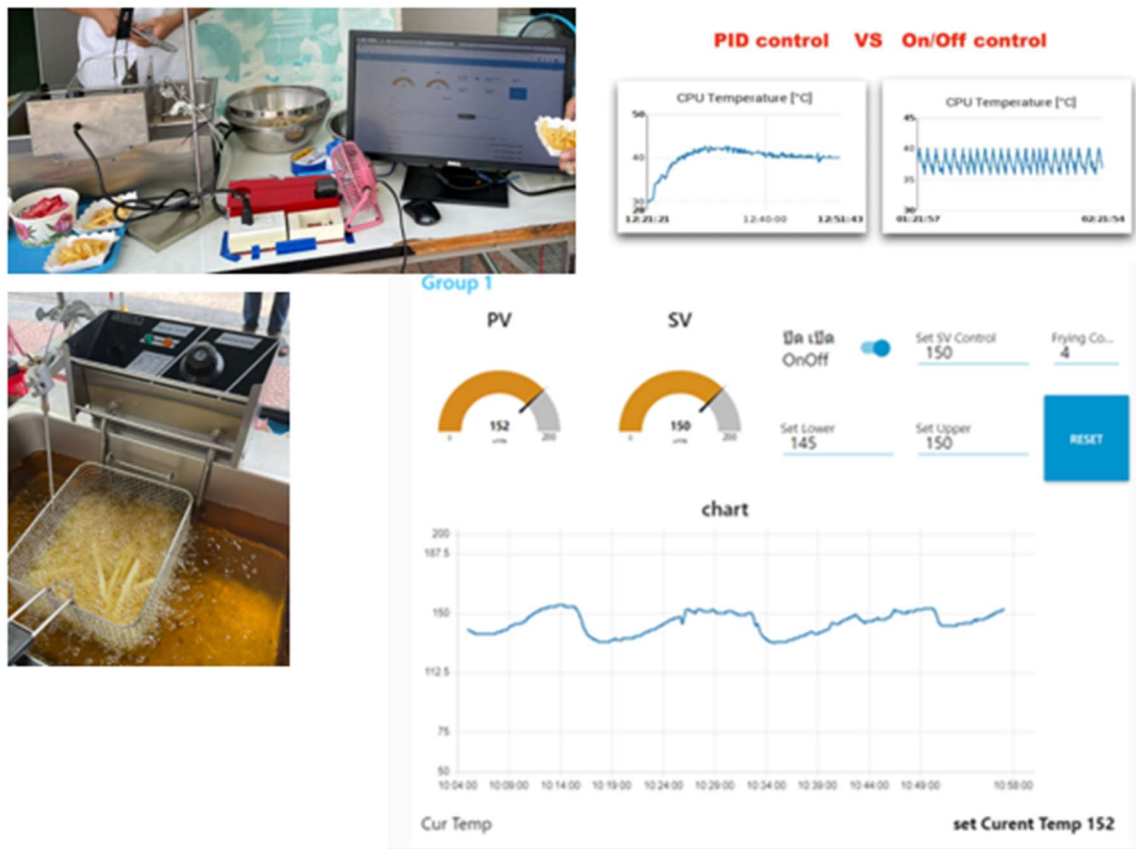 PID control VS On/Off control
CPU Temperature [°C]
50
40
30
12:21:21
12:40:00
12:51:43
CPU Temperature [°C]
45
40
35
30
01:21:57
02:21:54
Group 1
PV
SV
152
0
200
150
0
200
ปิด เปิด
OnOff
Set SV Control
150
Frying Co...
4
Set Lower
145
Set Upper
150
RESET
chart
200
187.5
150
112.5
75
50
10:04:00 10:09:00 10:14:00 10:19:00 10:24:00 10:29:00 10:34:00 10:39:00 10:44:00 10:49:00 10:58:00
Cur Temp
set Curent Temp 152